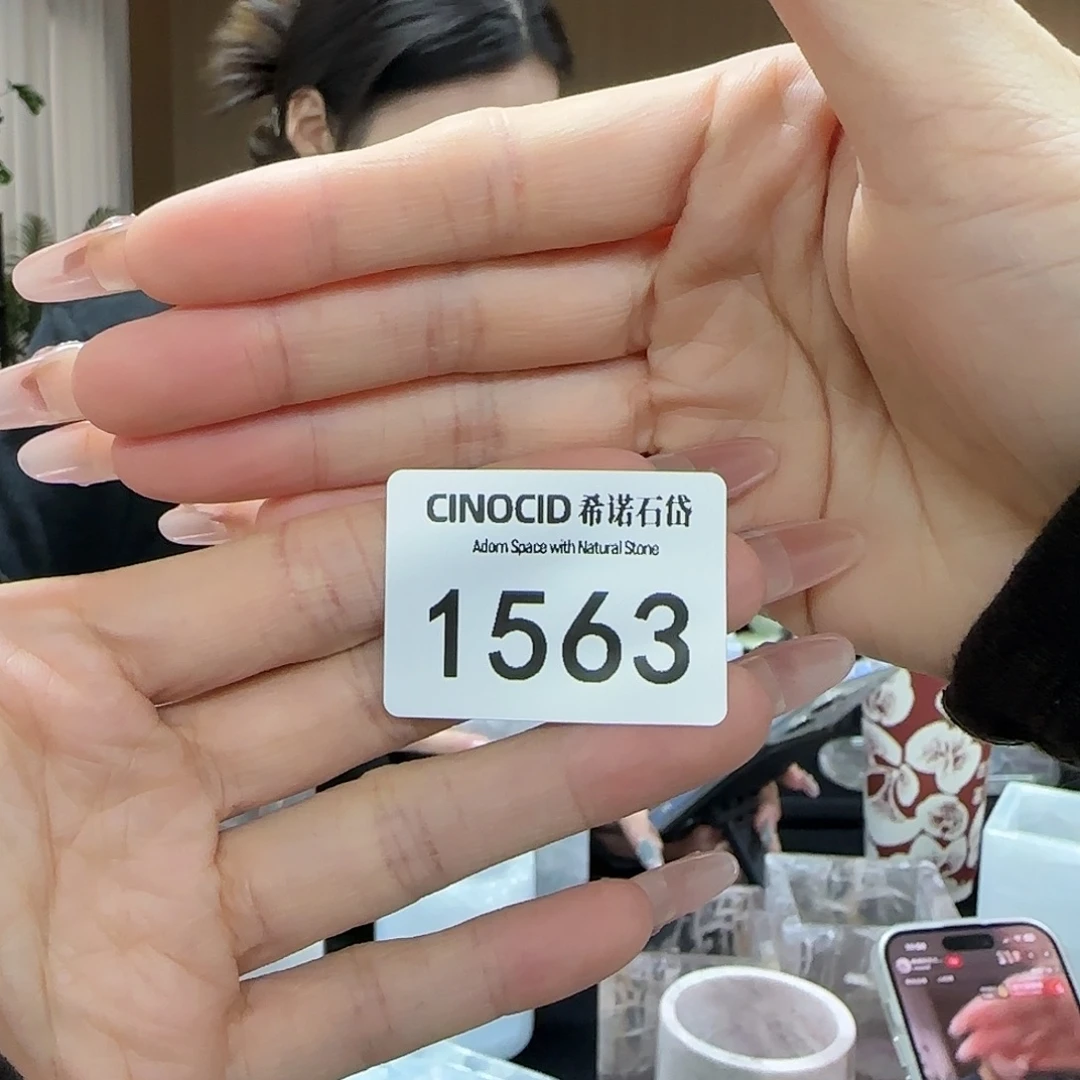 CINOCID 希诺石岱
Adorn Space with Natural Stone
1563